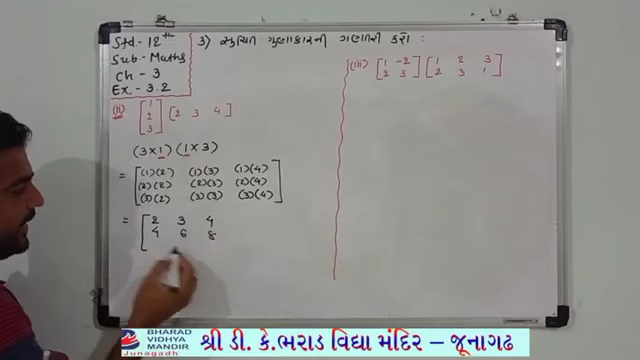 Std - 12th
Sub - Maths
Ch - 3
Ex - 3.2
3) સૂચિત ગુણાકારની ગણતરી કરો :
(ii) [1 2 3] [2 3 4]
(3×1) (1×3)
= [(1)(2) (1)(3) (1)(4)
(2)(2) (2)(3) (2)(4)
(3)(2) (3)(3) (3)(4)]
= [2 3 4
4 6 8
(iii) [1 -2] [1 2 3]
[2 3] [2 3 1]
BHARAD
VIDHYA
MANDIR
Junagadh
શ્રી ડી. કે.ભરાડ વિદ્યા મંદિર – જૂનાગઢ